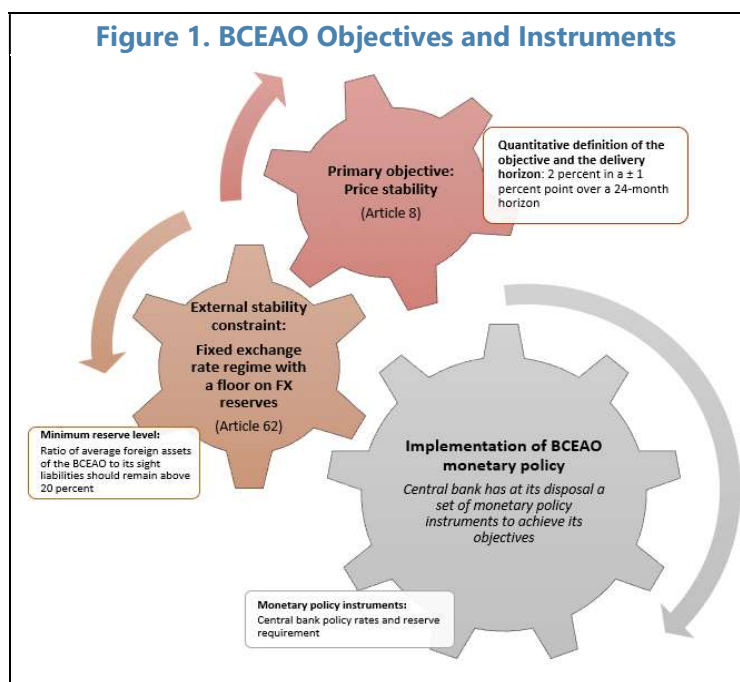 Figure 1. BCEAO Objectives and Instruments
Primary objective:
Price stability
(Article 8)
Quantitative definition of the
objective and the delivery
horizon: 2 percent in a ± 1
percent point over a 24-month
horizon
External stability
constraint:
Fixed exchange
rate regime with
a floor on FX
reserves
(Article 62)
Minimum reserve level:
Ratio of average foreign assets
of the BCEAO to its sight
liabilities should remain above
20 percent
Implementation of BCEAO
monetary policy
Central bank has at its disposal a
set of monetary policy
instruments to achieve its
objectives
Monetary policy instruments:
Central bank policy rates and reserve
requirement